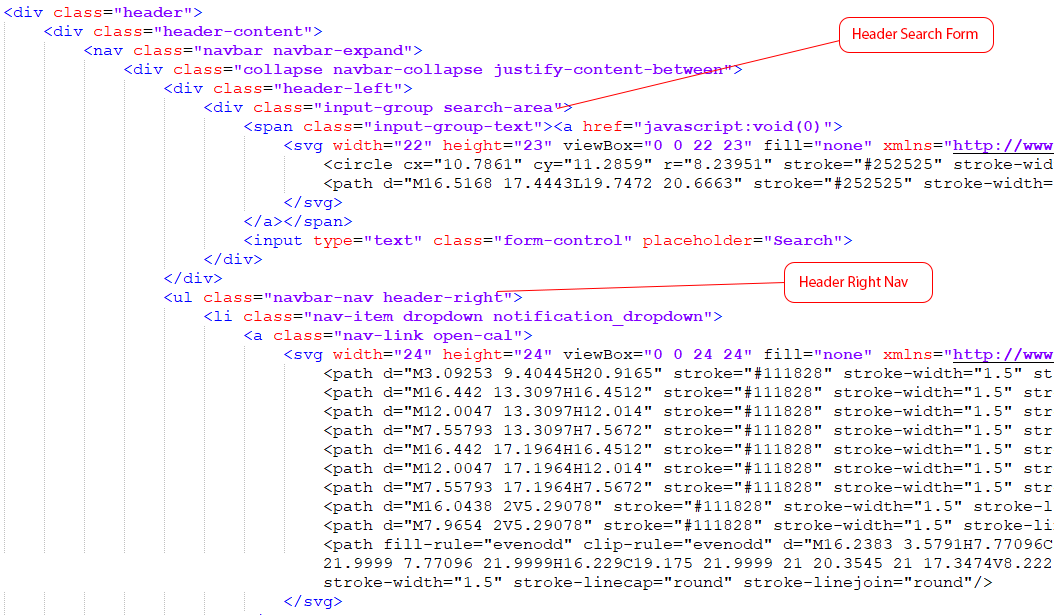 <div class="header">
<div class="header-content">
<nav class="navbar navbar-expand">
<div class="collapse navbar-collapse justify-content-between">
<div class="header-left">
<div class="input-group search-area">
<span class="input-group-text"><a href="javascript:void(0)">
<svg width="22" height="23" viewBox="0 0 22 23" fill="none" xmlns="http://www
<circle cx="10.7861" cy="11.2859" r="8.23951" stroke="#252525" stroke-wid
<path d="M16.5168 17.4443L19.7472 20.6663" stroke="#252525" stroke-width=
</svg>
</a></span>
<input type="text" class="form-control" placeholder="Search">
</div>
</div>
<ul class="navbar-nav header-right">
<li class="nav-item dropdown notification_dropdown">
<a class="nav-link open-cal">
<svg width="24" height="24" viewBox="0 0 24 24" fill="none" xmlns="http://www
<path d="M3.09253 9.40445H20.9165" stroke="#111828" stroke-width="1.5" st
<path d="M16.442 13.3097H16.4512" stroke="#111828" stroke-width="1.5" str
<path d="M12.0047 13.3097H12.014" stroke="#111828" stroke-width="1.5" str
<path d="M7.55793 13.3097H7.5672" stroke="#111828" stroke-width="1.5" str
<path d="M16.442 17.1964H16.4512" stroke="#111828" stroke-width="1.5" str
<path d="M12.0047 17.1964H12.014" stroke="#111828" stroke-width="1.5" str
<path d="M7.55793 17.1964H7.5672" stroke="#111828" stroke-width="1.5" str
<path d="M16.0438 2V5.29078" stroke="#111828" stroke-width="1.5" stroke-l
<path d="M7.9654 2V5.29078" stroke="#111828" stroke-width="1.5" stroke-li
<path fill-rule="evenodd" clip-rule="evenodd" d="M16.2383 3.5791H7.77096C
21.9999 7.77096 21.9999H16.229C19.175 21.9999 21 20.3545 21 17.3474V8.222
stroke-width="1.5" stroke-linecap="round" stroke-linejoin="round"/>
</svg>
Header Search Form
Header Right Nav